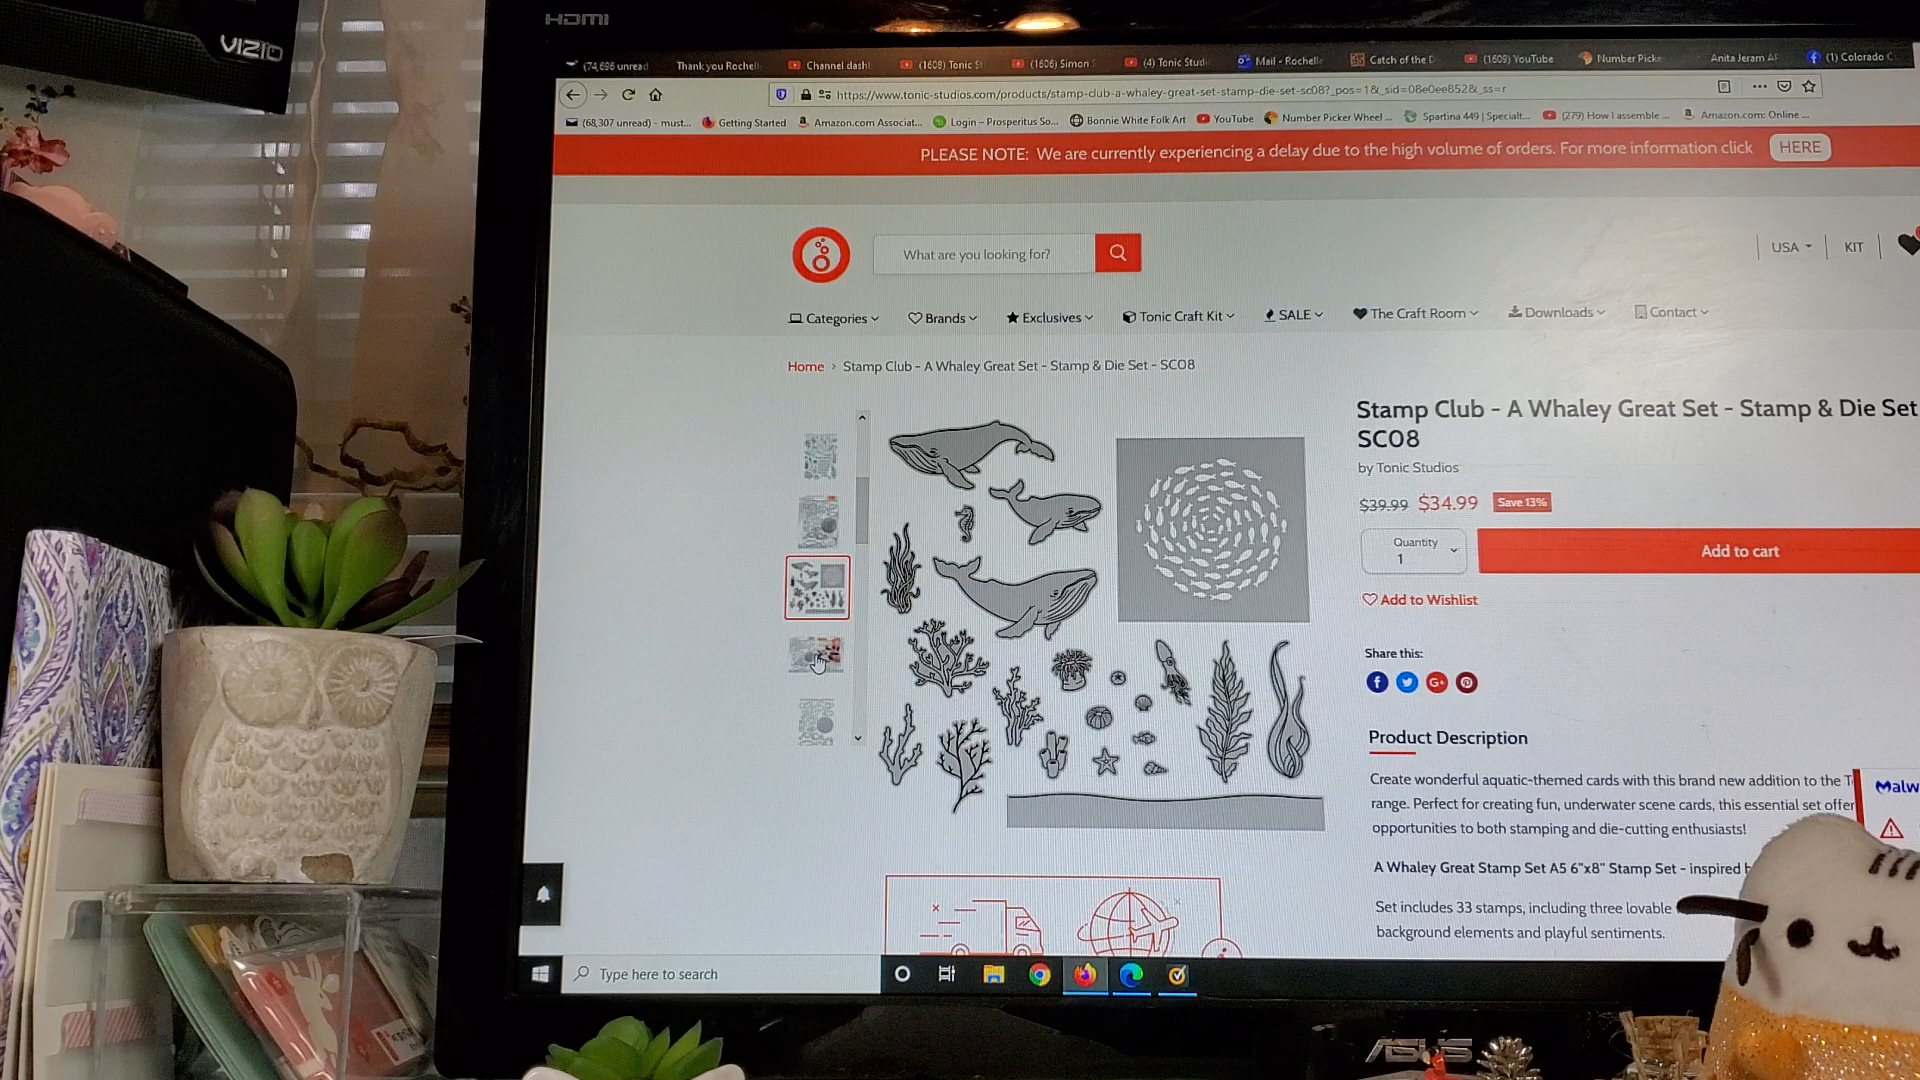 HDMI
VIZIO
(74,696 unread
Thank you Rochell
Channel dashl
(1608) Tonic St
(1606) Simon S
(4) Tonic Studi
Mail - Rochelle
Catch of the D
(1609) YouTube
Number Picke
Anita Jeram AF
(1) Colorado C
https://www.tonic-studios.com/products/stamp-club-a-whaley-great-set-stamp-die-set-sc08?_pos=1&_sid=08e0ee852&_ss=r
(68,307 unread) - must...
Getting Started
Amazon.com Associat...
Login – Prosperitus So...
Bonnie White Folk Art
YouTube
Number Picker Wheel ...
Spartina 449 | Specialt...
(279) How I assemble ...
Amazon.com: Online ...
PLEASE NOTE: We are currently experiencing a delay due to the high volume of orders. For more information click HERE
What are you looking for?
USA
KIT
Categories
Brands
Exclusives
Tonic Craft Kit
SALE
The Craft Room
Downloads
Contact
Home › Stamp Club - A Whaley Great Set - Stamp & Die Set - SC08
Stamp Club - A Whaley Great Set - Stamp & Die Set
SC08
by Tonic Studios
$39.99 $34.99 Save 13%
Quantity
1
Add to cart
Add to Wishlist
Share this:
Product Description
Create wonderful aquatic-themed cards with this brand new addition to the T
range. Perfect for creating fun, underwater scene cards, this essential set offer
opportunities to both stamping and die-cutting enthusiasts!
Malw
A Whaley Great Stamp Set A5 6"x8" Stamp Set - inspired b
Set includes 33 stamps, including three lovable
background elements and playful sentiments.
Type here to search
ASUS